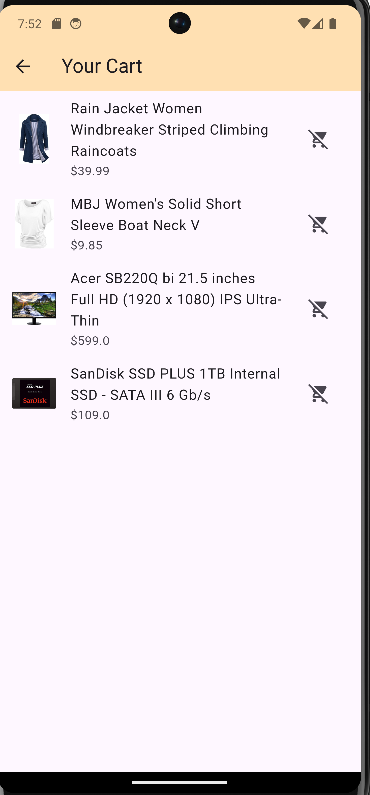 7:52
Your Cart
Rain Jacket Women
Windbreaker Striped Climbing
Raincoats
$39.99
MBJ Women's Solid Short
Sleeve Boat Neck V
$9.85
Acer SB220Q bi 21.5 inches
Full HD (1920 x 1080) IPS Ultra-
Thin
$599.0
SanDisk SSD PLUS 1TB Internal
SSD - SATA III 6 Gb/s
$109.0
SanDisk